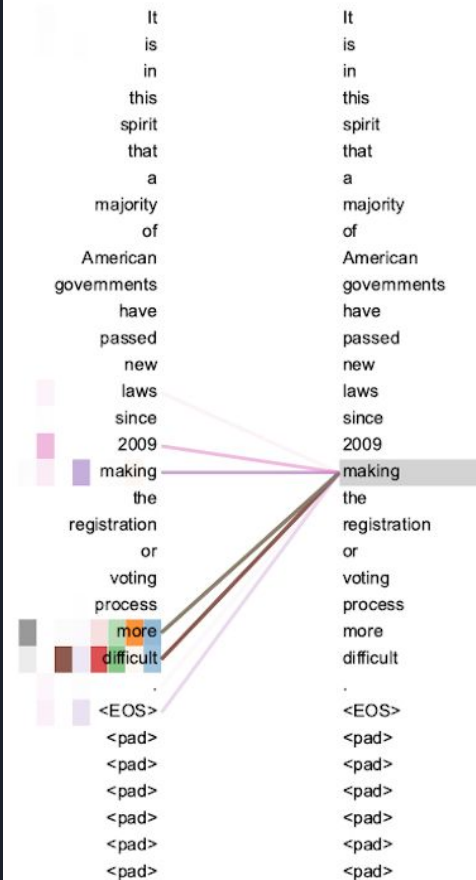 It It
is is
in in
this this
spirit spirit
that that
a a
majority majority
of of
American American
governments governments
have have
passed passed
new new
laws laws
since since
2009 2009
making making
the the
registration registration
or or
voting voting
process process
more more
difficult difficult
. .
<EOS> <EOS>
<pad> <pad>
<pad> <pad>
<pad> <pad>
<pad> <pad>
<pad> <pad>
<pad> <pad>